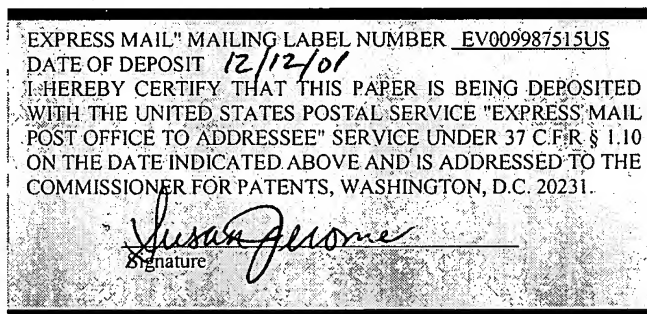 EXPRESS MAIL" MAILING LABEL NUMBER EV009987515US
DATE OF DEPOSIT 12/12/01
I HEREBY CERTIFY THAT THIS PAPER IS BEING DEPOSITED
WITH THE UNITED STATES POSTAL SERVICE "EXPRESS MAIL
POST OFFICE TO ADDRESSEE" SERVICE UNDER 37 C.F.R. § 1.10
ON THE DATE INDICATED ABOVE AND IS ADDRESSED TO THE
COMMISSIONER FOR PATENTS, WASHINGTON, D.C. 20231.
Susan Jerome
Signature